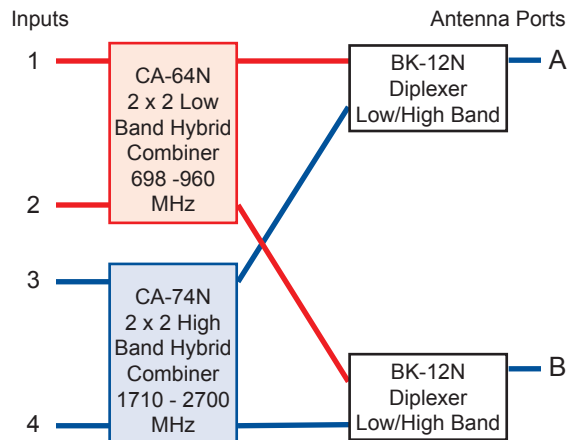 Inputs
Antenna Ports
1
2
3
4
CA-64N
2 x 2 Low
Band Hybrid
Combiner
698 -960
MHz
CA-74N
2 x 2 High
Band Hybrid
Combiner
1710 - 2700
MHz
BK-12N
Diplexer
Low/High Band
A
BK-12N
Diplexer
Low/High Band
B